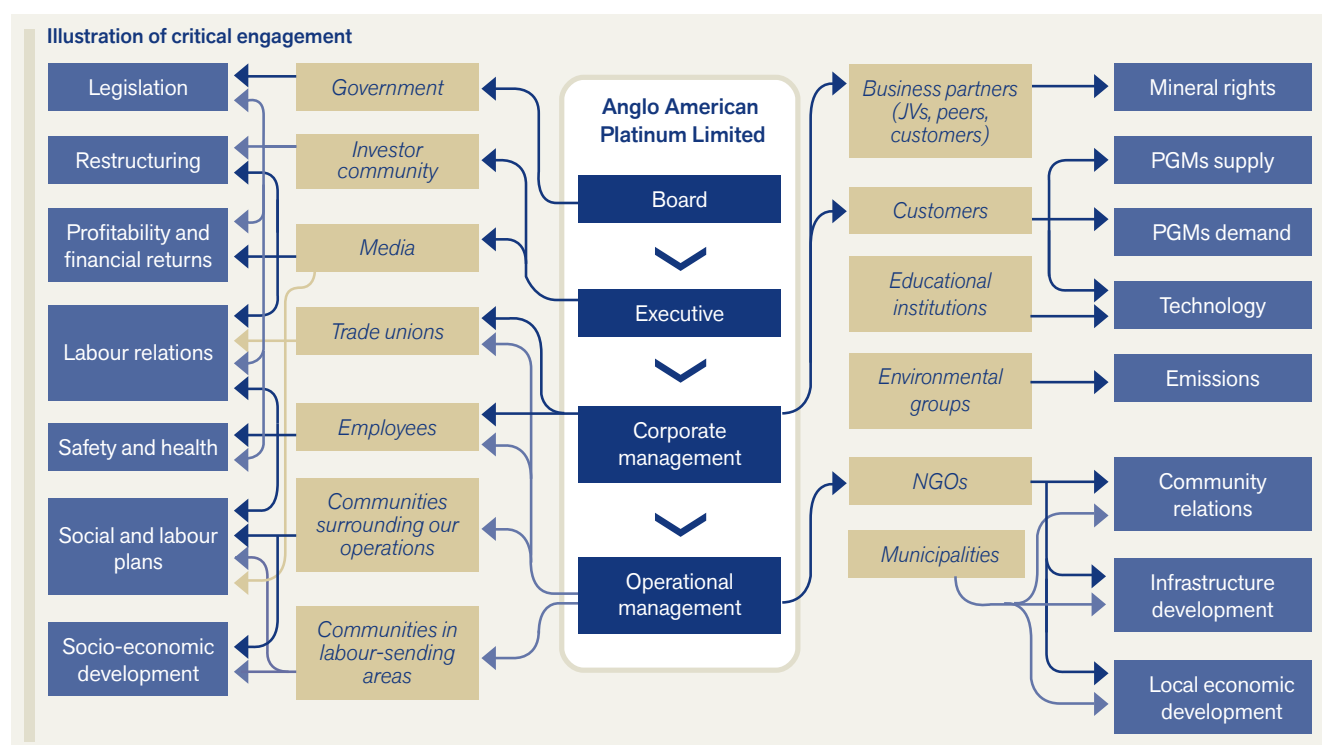 Illustration of critical engagement
Legislation
Restructuring
Profitability and
financial returns
Labour relations
Safety and health
Social and labour
plans
Socio-economic
development
Government
Investor
community
Media
Trade unions
Employees
Communities
surrounding our
operations
Communities in
labour-sending
areas
Anglo American
Platinum Limited
Board
Executive
Corporate
management
Operational
management
Business partners
(JVs, peers,
customers)
Customers
Educational
institutions
Environmental
groups
NGOs
Municipalities
Mineral rights
PGMs supply
PGMs demand
Technology
Emissions
Community
relations
Infrastructure
development
Local economic
development